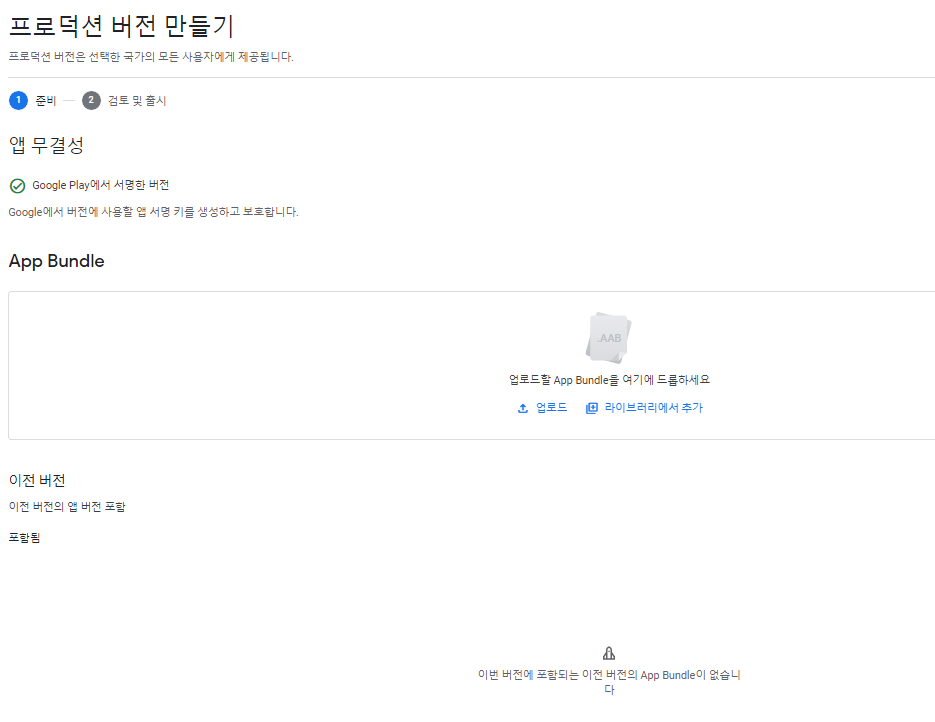 프로덕션 버전 만들기
프로덕션 버전은 선택한 국가의 모든 사용자에게 제공됩니다.
1 준비 2 검토 및 출시
앱 무결성
Google Play에서 서명한 버전
Google에서 버전에 사용할 앱 서명 키를 생성하고 보호합니다.
App Bundle
.AAB
업로드할 App Bundle을 여기에 드롭하세요
업로드 라이브러리에서 추가
이전 버전
이전 버전의 앱 버전 포함
포함됨
이번 버전에 포함되는 이전 버전의 App Bundle이 없습니
다